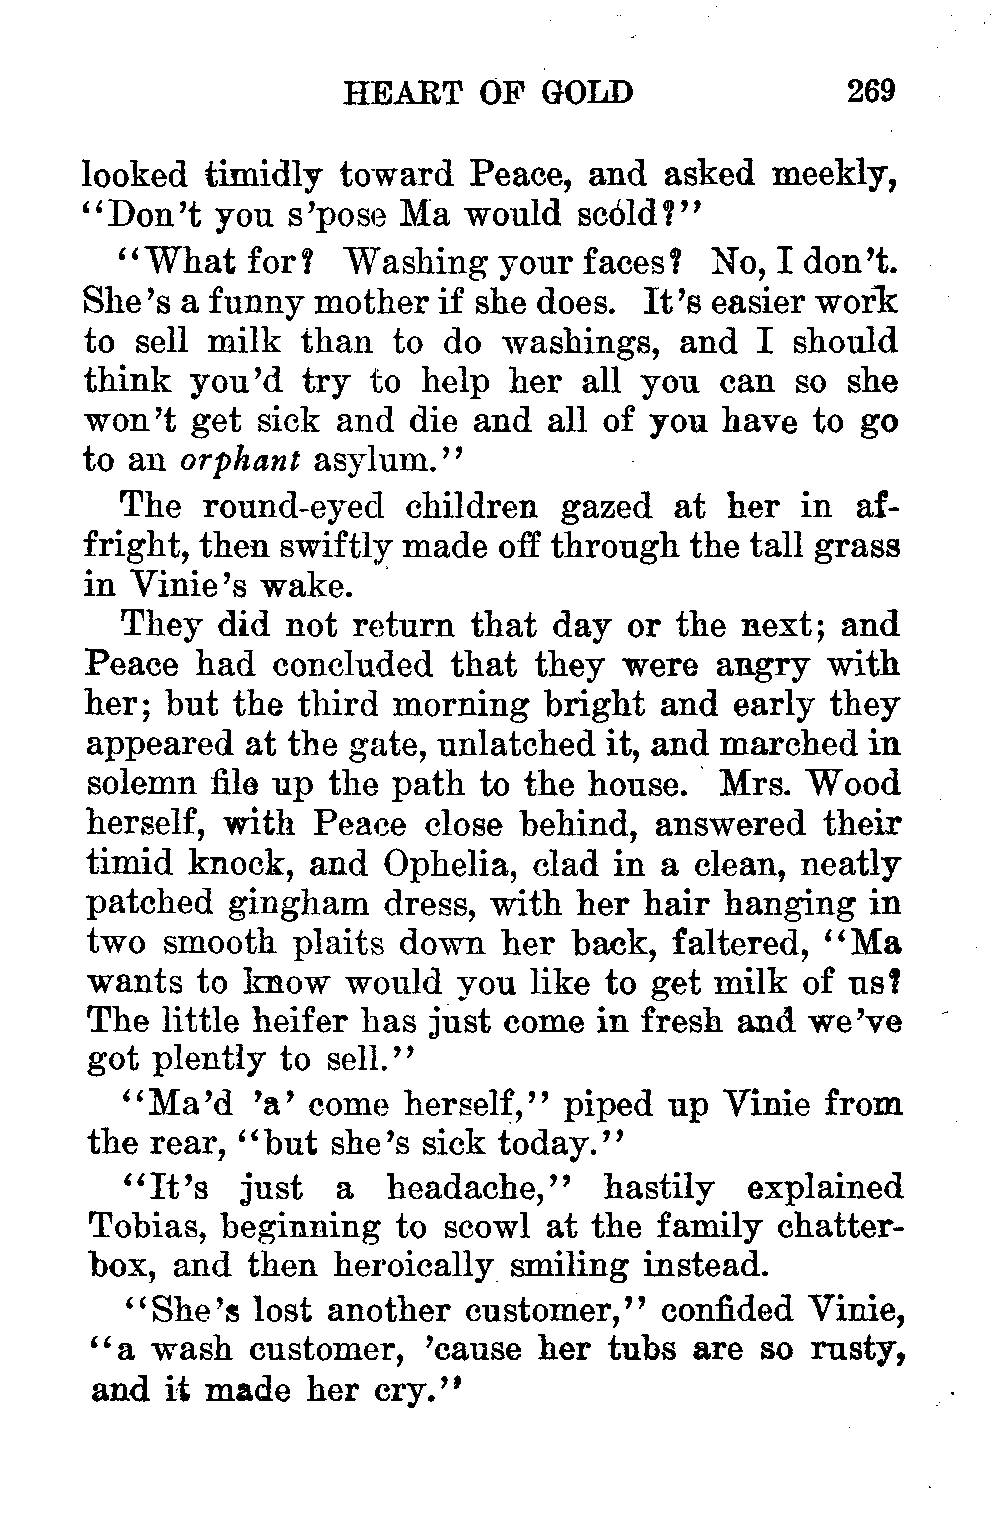 HEART OF GOLD 269
looked timidly toward Peace, and asked meekly,
"Don't you s'pose Ma would scold?"
"What for? Washing your faces? No, I don't.
She's a funny mother if she does. It's easier work
to sell milk than to do washings, and I should
think you'd try to help her all you can so she
won't get sick and die and all of you have to go
to an orphant asylum."
The round-eyed children gazed at her in af-
fright, then swiftly made off through the tall grass
in Vinie's wake.
They did not return that day or the next; and
Peace had concluded that they were angry with
her; but the third morning bright and early they
appeared at the gate, unlatched it, and marched in
solemn file up the path to the house. Mrs. Wood
herself, with Peace close behind, answered their
timid knock, and Ophelia, clad in a clean, neatly
patched gingham dress, with her hair hanging in
two smooth plaits down her back, faltered, "Ma
wants to know would you like to get milk of us?
The little heifer has just come in fresh and we've
got plently to sell."
"Ma'd 'a' come herself," piped up Vinie from
the rear, "but she's sick today."
"It's just a headache," hastily explained
Tobias, beginning to scowl at the family chatter-
box, and then heroically smiling instead.
"She's lost another customer," confided Vinie,
"a wash customer, 'cause her tubs are so rusty,
and it made her cry."